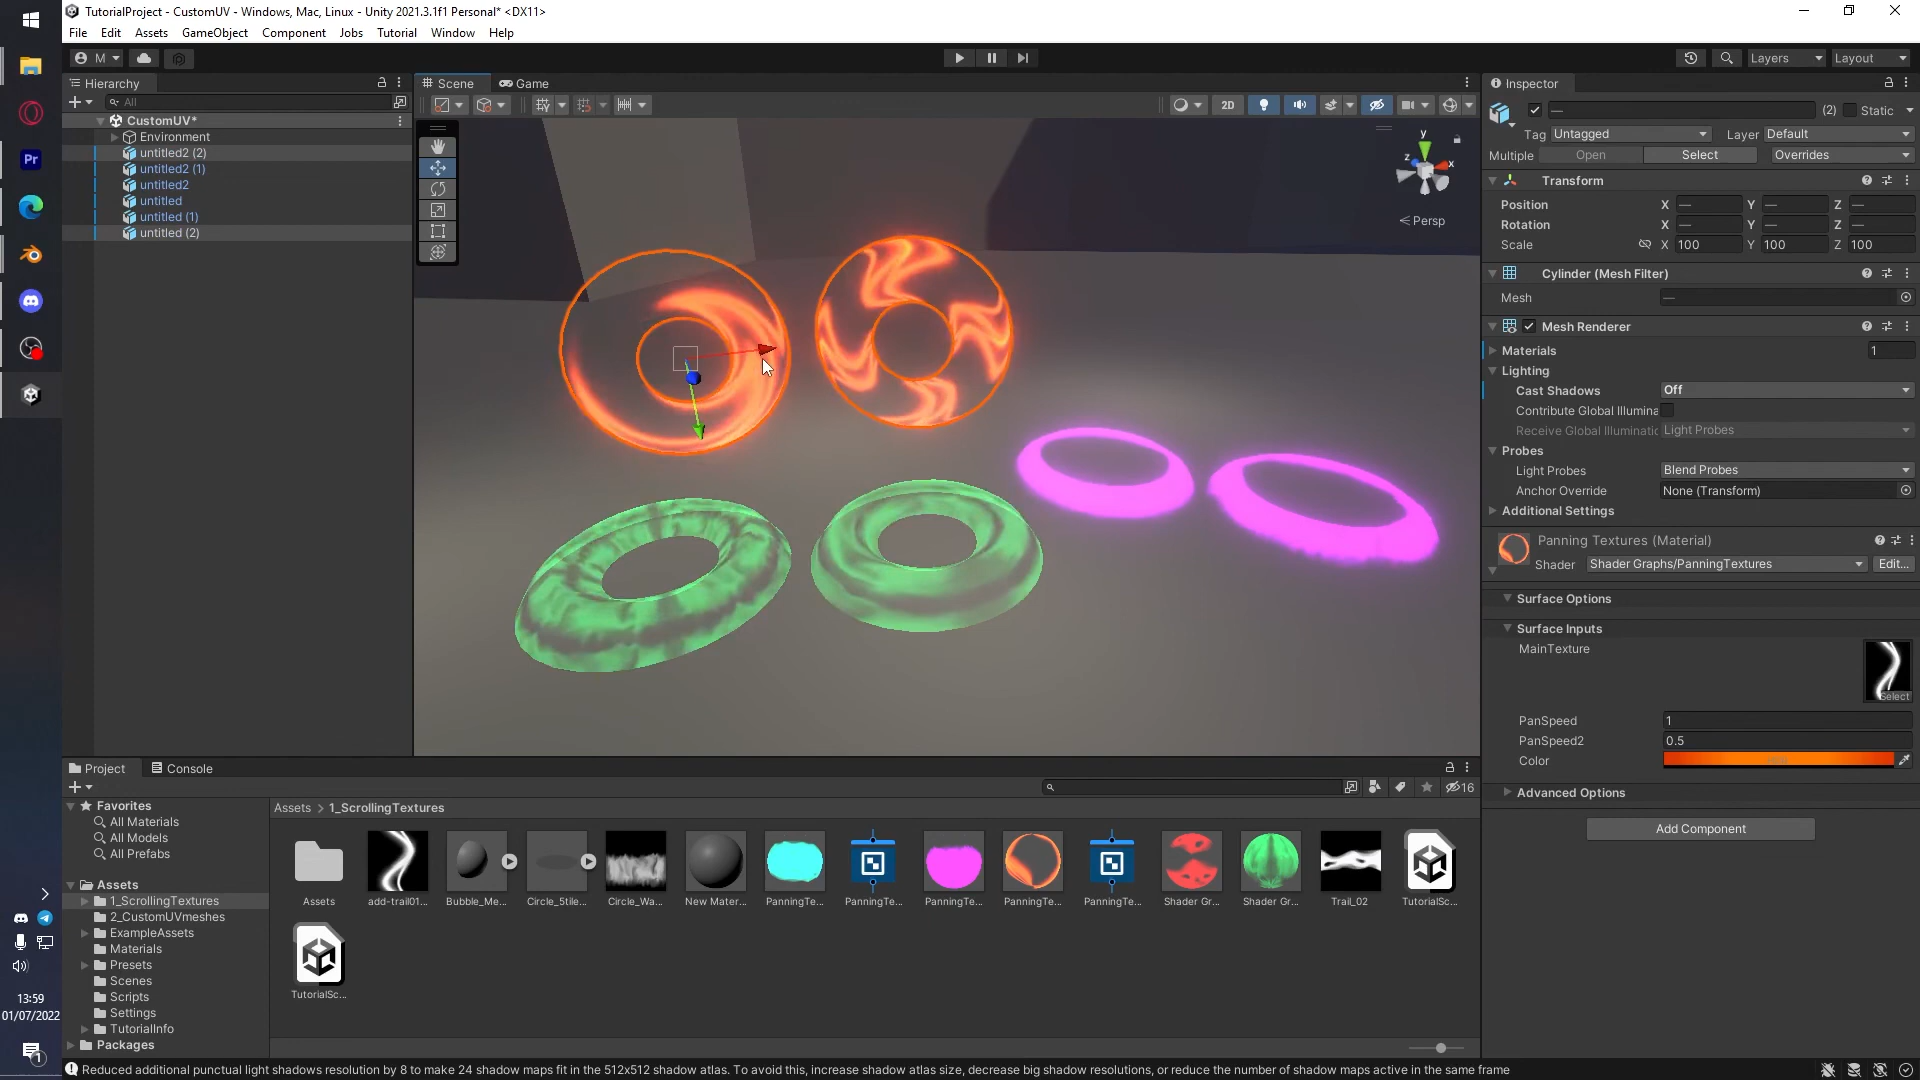 TutorialProject - CustomUV - Windows, Mac, Linux - Unity 2021.3.1f1 Personal* <DX11>
File Edit Assets GameObject Component Jobs Tutorial Window Help
M
Layers Layout
Hierarchy
All
CustomUV*
Environment
untitled2 (2)
untitled2 (1)
untitled2
untitled
untitled (1)
untitled (2)
Scene Game
2D
y
x
z
Persp
Inspector
— (2) Static
Tag Untagged Layer Default
Multiple Open Select Overrides
Transform
Position X — Y — Z —
Rotation X — Y — Z —
Scale X 100 Y 100 Z 100
Cylinder (Mesh Filter)
Mesh —
Mesh Renderer
Materials 1
Lighting
Cast Shadows Off
Contribute Global Illumina
Receive Global Illuminatic Light Probes
Probes
Light Probes Blend Probes
Anchor Override None (Transform)
Additional Settings
Panning Textures (Material)
Shader Shader Graphs/PanningTextures Edit...
Surface Options
Surface Inputs
MainTexture
Select
PanSpeed 1
PanSpeed2 0.5
Color
Advanced Options
Add Component
Project Console
16
Favorites
All Materials
All Models
All Prefabs
Assets
1_ScrollingTextures
2_CustomUVmeshes
ExampleAssets
Materials
Presets
Scenes
Scripts
Settings
TutorialInfo
Packages
Assets > 1_ScrollingTextures
Assets add-trail01... Bubble_Me... Circle_5tile... Circle_Wa... New Mater... PanningTe... PanningTe... PanningTe... PanningTe... PanningTe... Shader Gr... Shader Gr... Trail_02 TutorialSc...
TutorialSc...
Pr
13:59
01/07/2022
1
Reduced additional punctual light shadows resolution by 8 to make 24 shadow maps fit in the 512x512 shadow atlas. To avoid this, increase shadow atlas size, decrease big shadow resolutions, or reduce the number of shadow maps active in the same frame